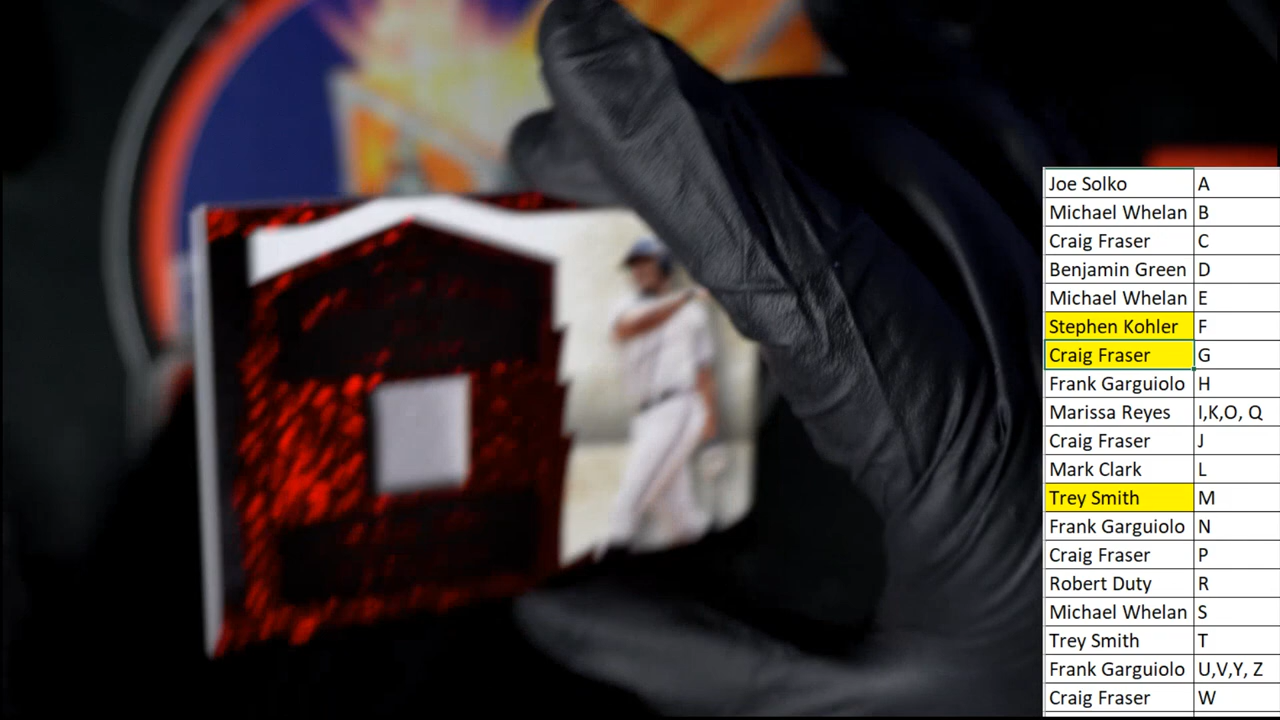 Joe Solko A
Michael Whelan B
Craig Fraser C
Benjamin Green D
Michael Whelan E
Stephen Kohler F
Craig Fraser G
Frank Garguiolo H
Marissa Reyes I,K,O, Q
Craig Fraser J
Mark Clark L
Trey Smith M
Frank Garguiolo N
Craig Fraser P
Robert Duty R
Michael Whelan S
Trey Smith T
Frank Garguiolo U,V,Y, Z
Craig Fraser W